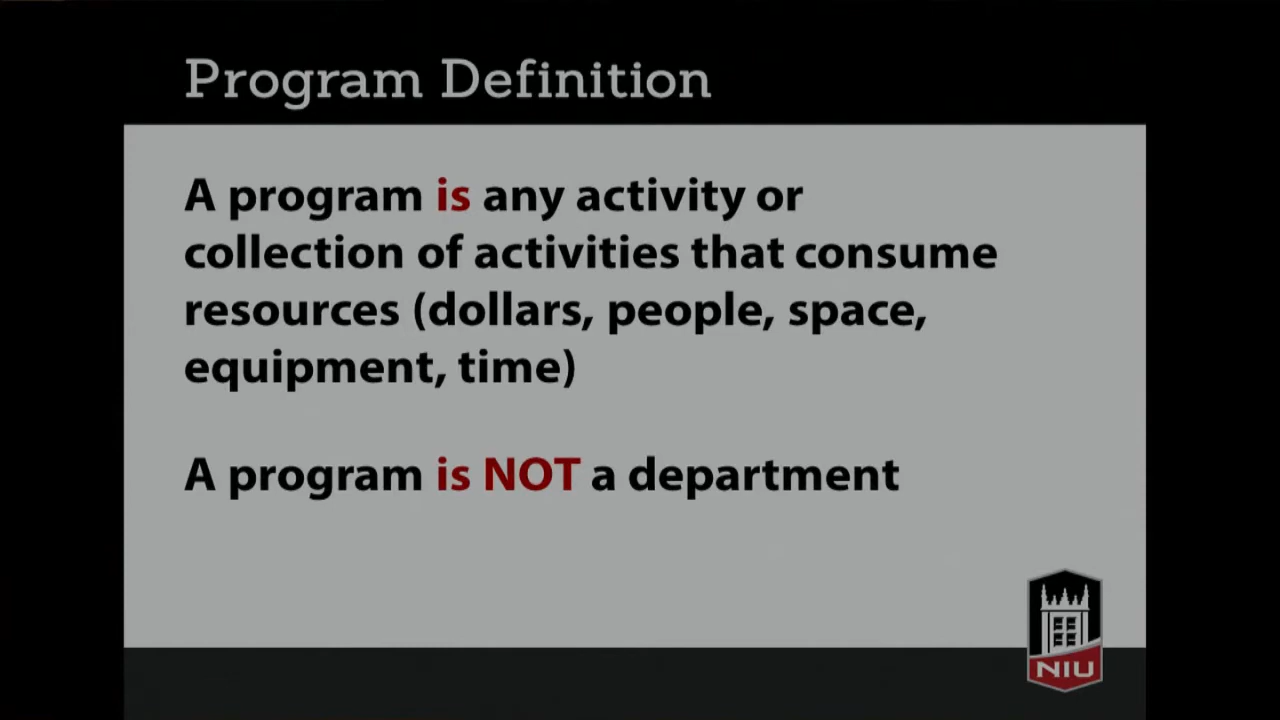 Program Definition
A program is any activity or
collection of activities that consume
resources (dollars, people, space,
equipment, time)
A program is NOT a department
NIU